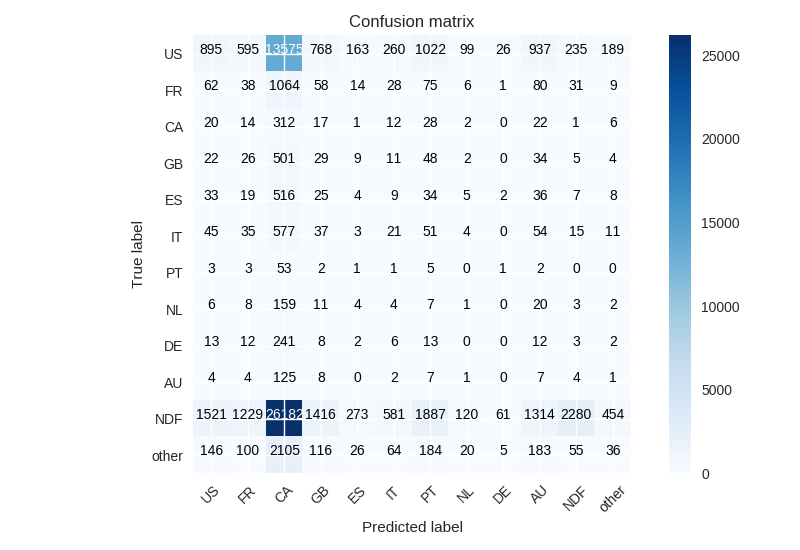 Confusion matrix
US 895 595 13575 768 163 260 1022 99 26 937 235 189
FR 62 38 1064 58 14 28 75 6 1 80 31 9
CA 20 14 312 17 1 12 28 2 0 22 1 6
GB 22 26 501 29 9 11 48 2 0 34 5 4
ES 33 19 516 25 4 9 34 5 2 36 7 8
IT 45 35 577 37 3 21 51 4 0 54 15 11
PT 3 3 53 2 1 1 5 0 1 2 0 0
NL 6 8 159 11 4 4 7 1 0 20 3 2
DE 13 12 241 8 2 6 13 0 0 12 3 2
AU 4 4 125 8 0 2 7 1 0 7 4 1
NDF 1521 1229 26182 1416 273 581 1887 120 61 1314 2280 454
other 146 100 2105 116 26 64 184 20 5 183 55 36
US FR CA GB ES IT PT NL DE AU NDF other
Predicted label
True label
25000
20000
15000
10000
5000
0